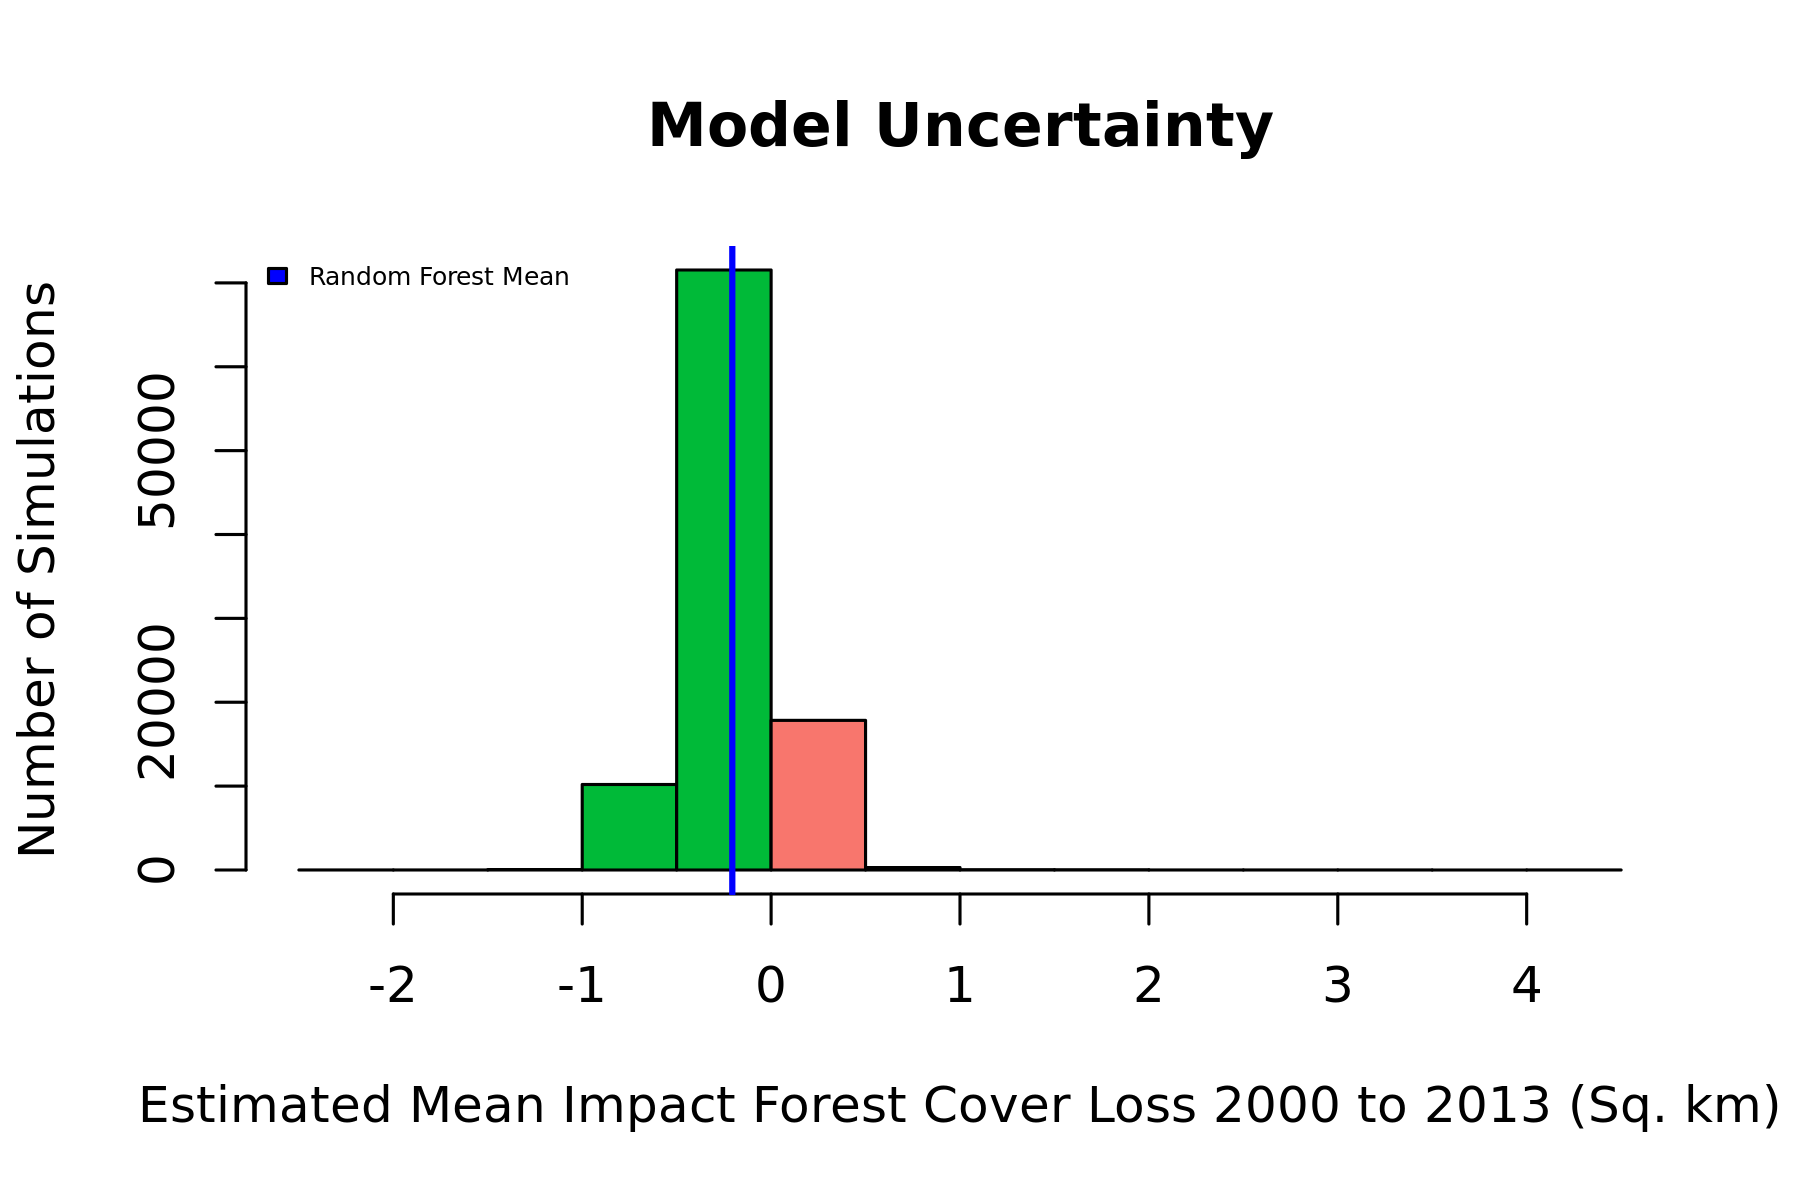 Model Uncertainty
Random Forest Mean
Number of Simulations
50000
20000
0
-2 -1 0 1 2 3 4
Estimated Mean Impact Forest Cover Loss 2000 to 2013 (Sq. km)